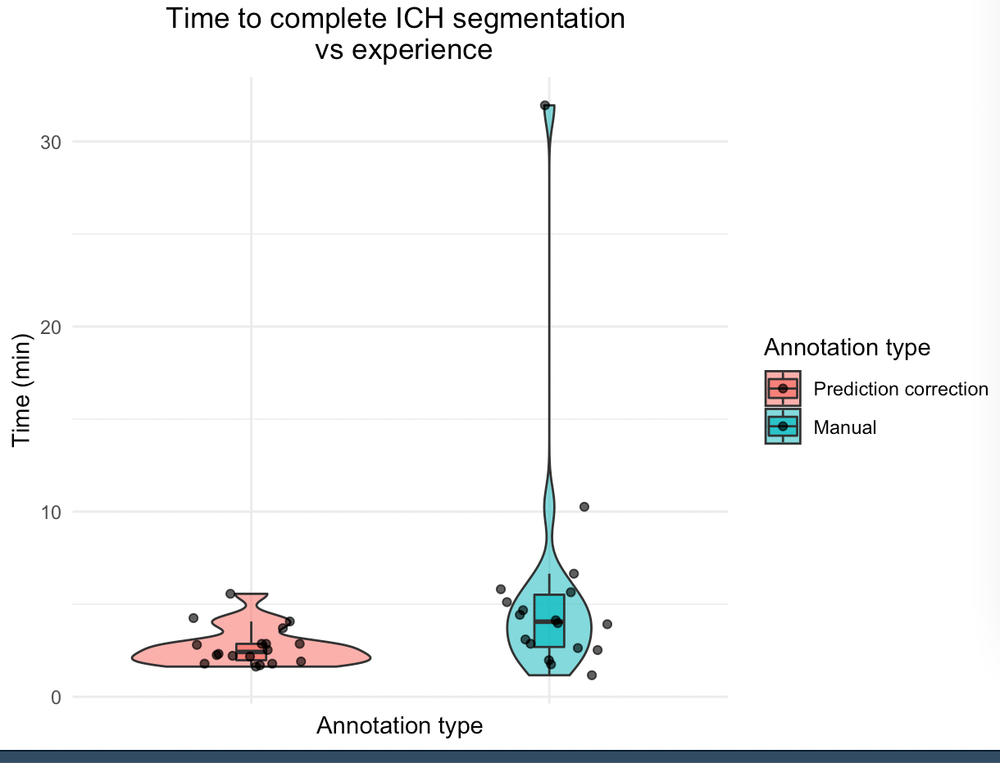 Time to complete ICH segmentation
vs experience
30
20
10
0
Time (min)
Annotation type
Annotation type
Prediction correction
Manual